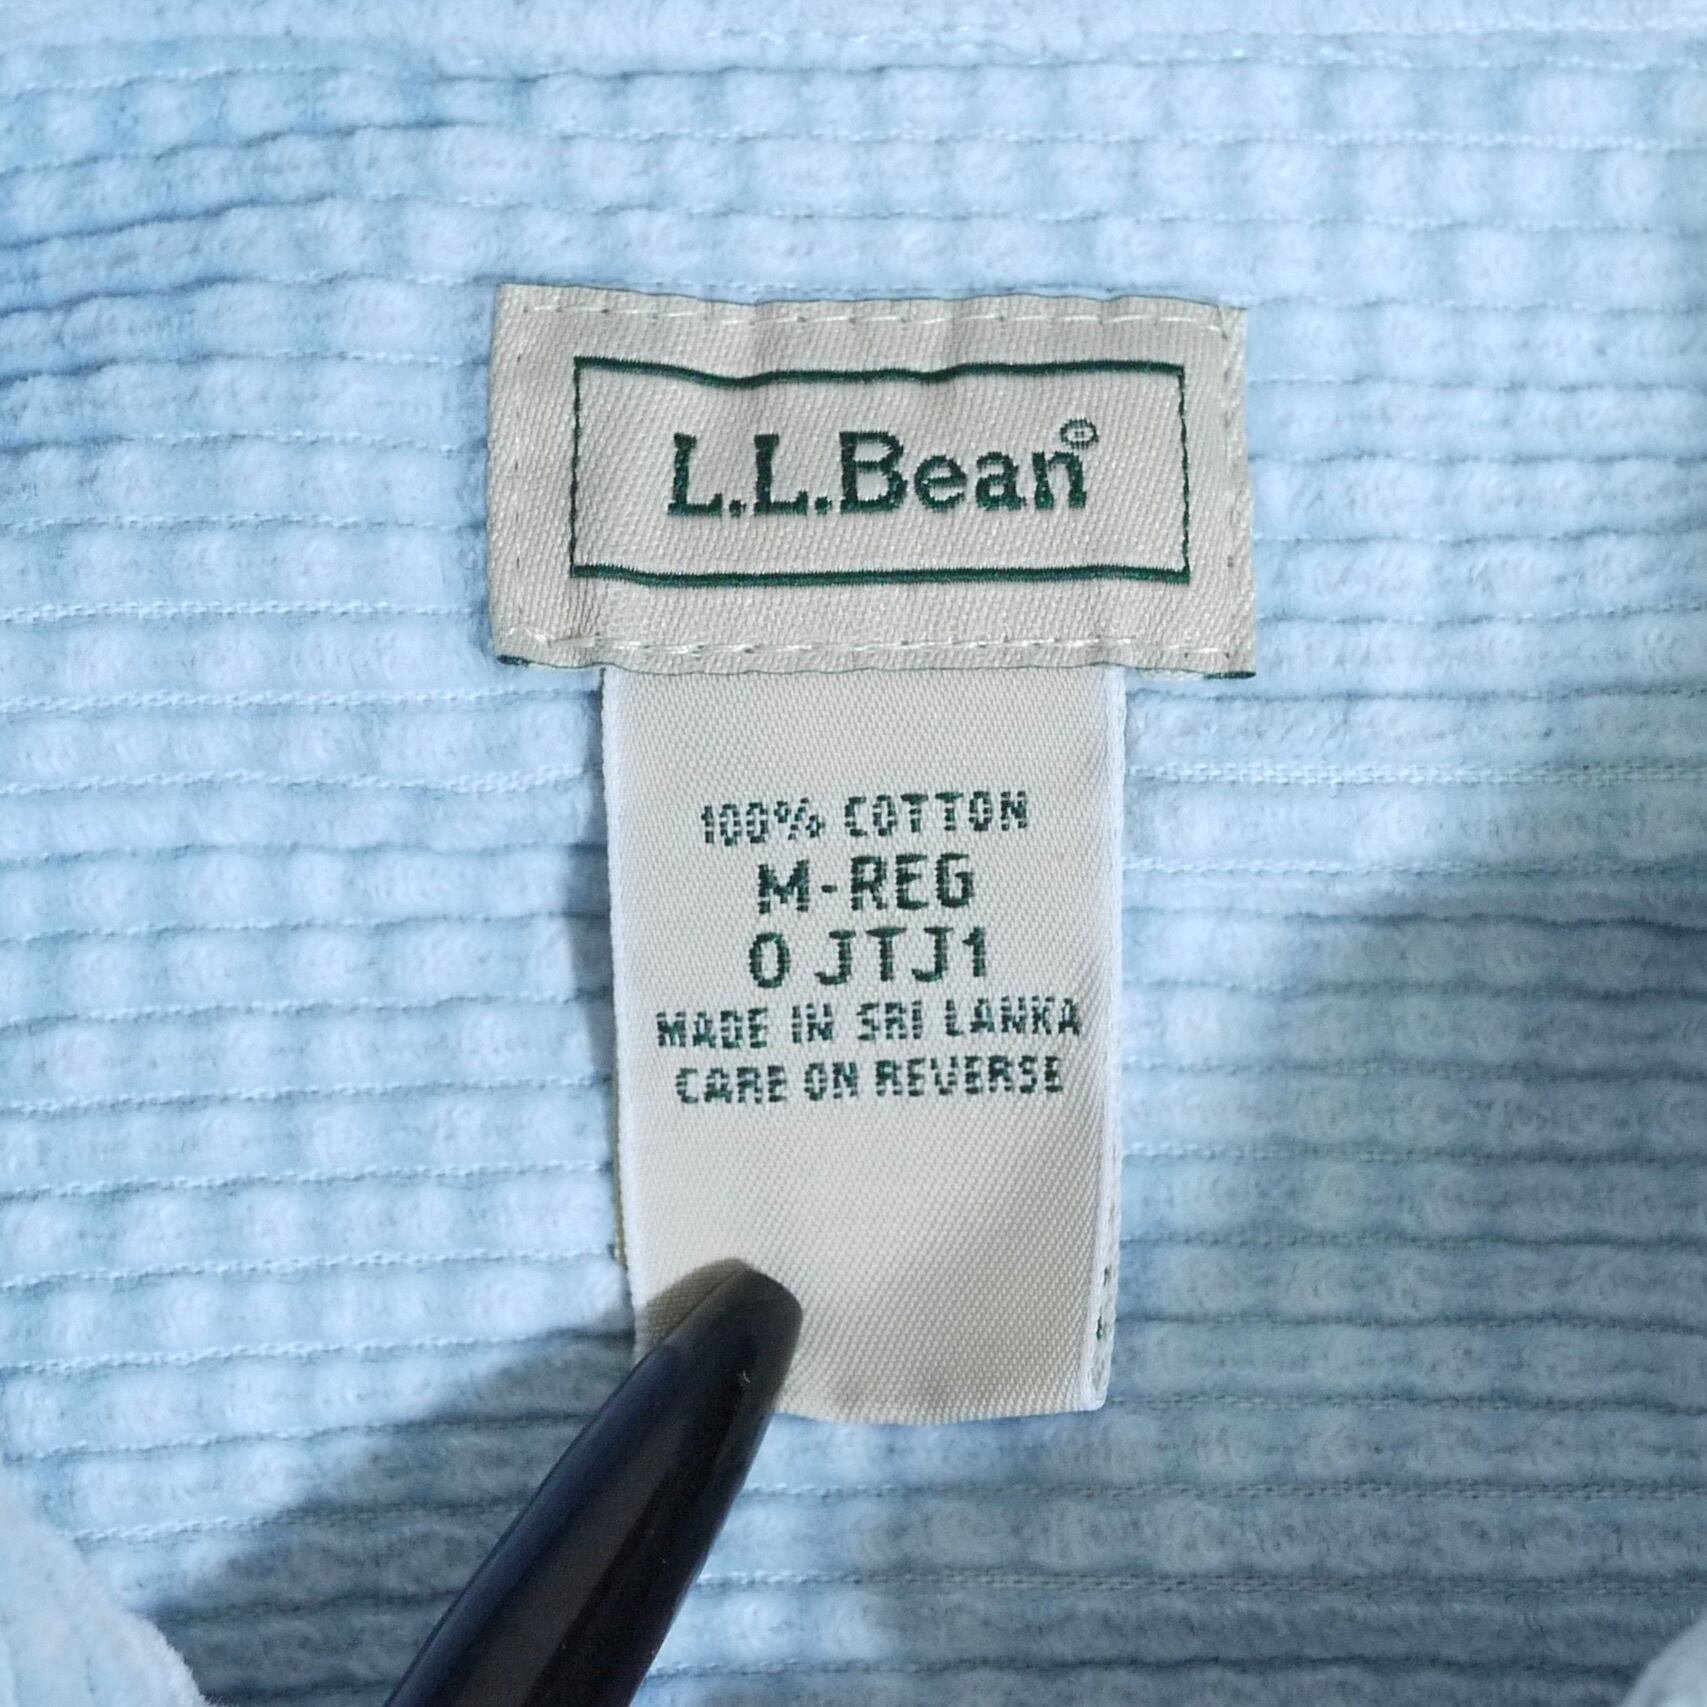 L.L.Bean®
100% COTTON
M-REG
0 JTJ1
MADE IN SRI LANKA
CARE ON REVERSE